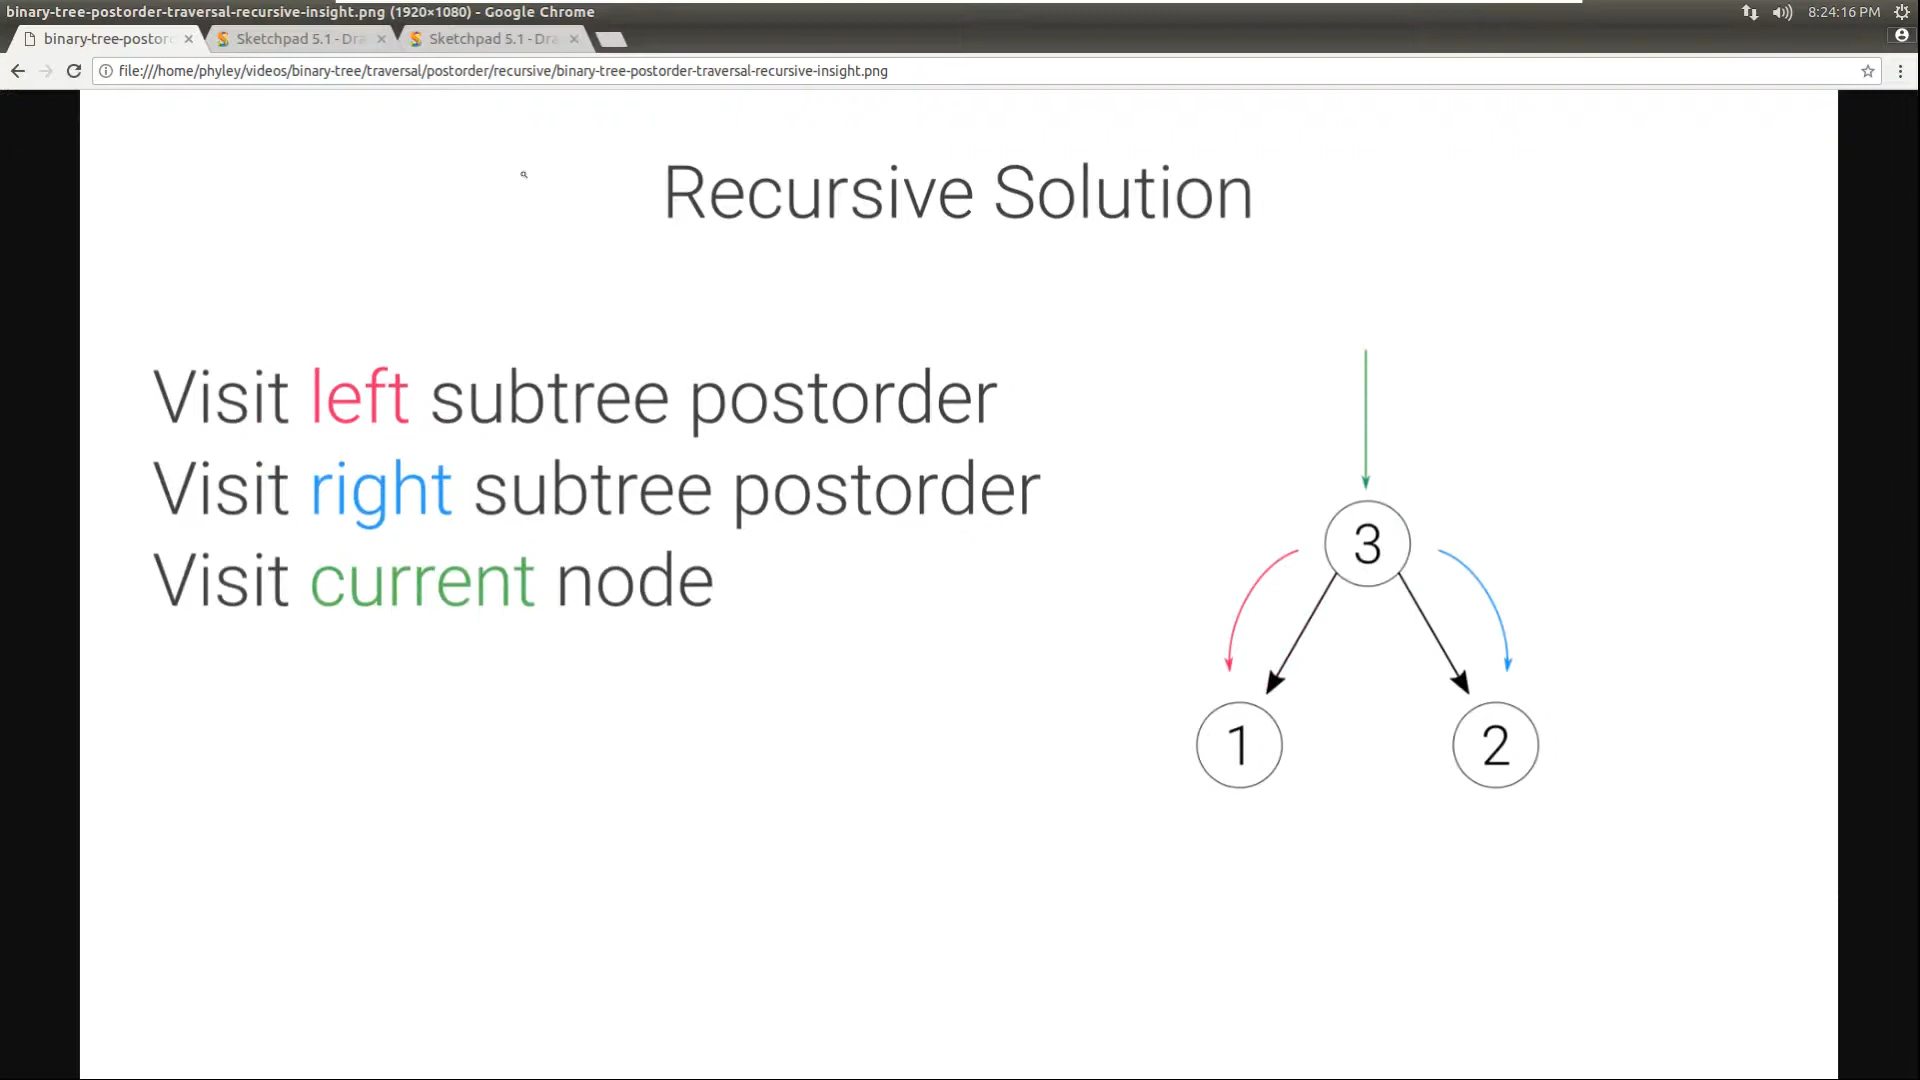 binary-tree-postorder-traversal-recursive-insight.png (1920×1080) - Google Chrome
8:24:16 PM
binary-tree-postorc
Sketchpad 5.1 - Dra
Sketchpad 5.1 - Dra
file:///home/phyley/videos/binary-tree/traversal/postorder/recursive/binary-tree-postorder-traversal-recursive-insight.png
Recursive Solution
Visit left subtree postorder
Visit right subtree postorder
Visit current node
3
1
2